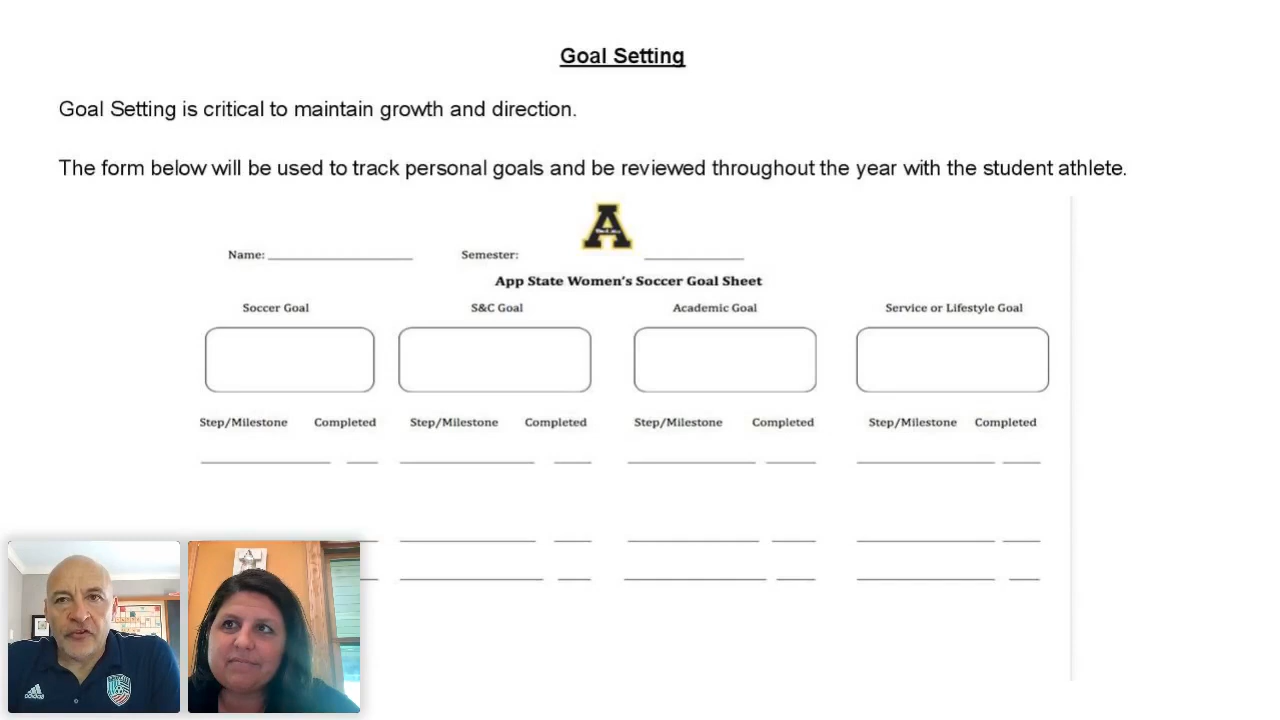 Goal Setting
Goal Setting is critical to maintain growth and direction.
The form below will be used to track personal goals and be reviewed throughout the year with the student athlete.
A
Name: ____________ Semester: ____________
App State Women's Soccer Goal Sheet
Soccer Goal S&C Goal Academic Goal Service or Lifestyle Goal
Step/Milestone Completed Step/Milestone Completed Step/Milestone Completed Step/Milestone Completed
adidas